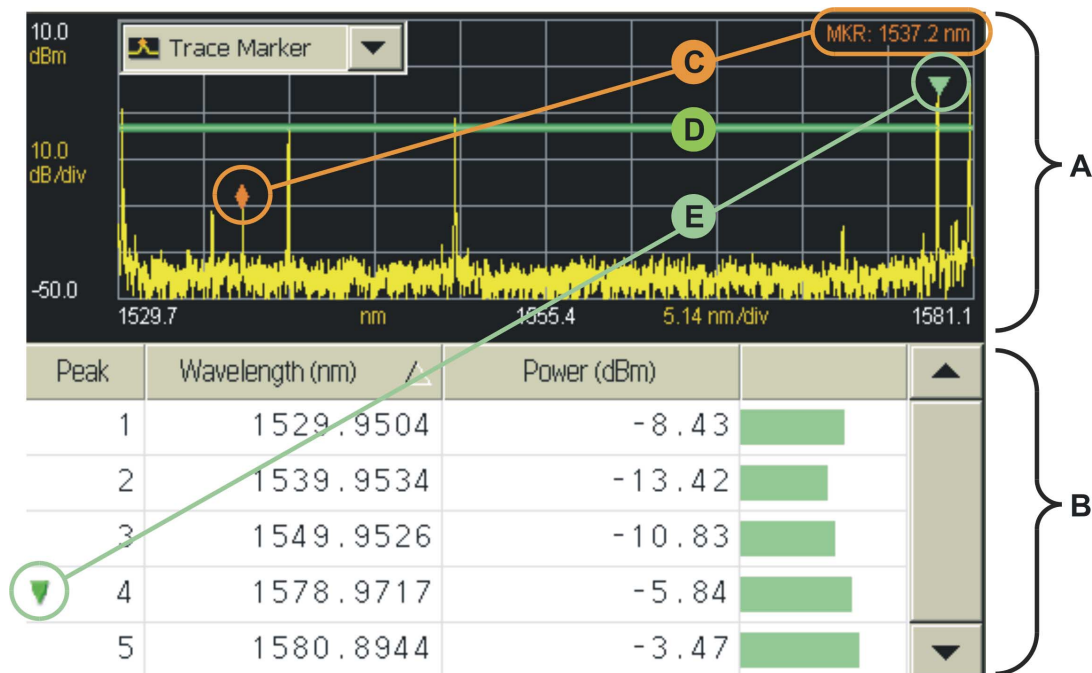 10.0
dBm
Trace Marker
MKR: 1537.2 nm
C
A
D
10.0
dB/div
E
-50.0
1529.7 nm 1555.4 5.14 nm/div 1581.1
Peak Wavelength (nm) Power (dBm)
1 1529.9504 -8.43
2 1539.9534 -13.42
3 1549.9526 -10.83
B
4 1578.9717 -5.84
5 1580.8944 -3.47